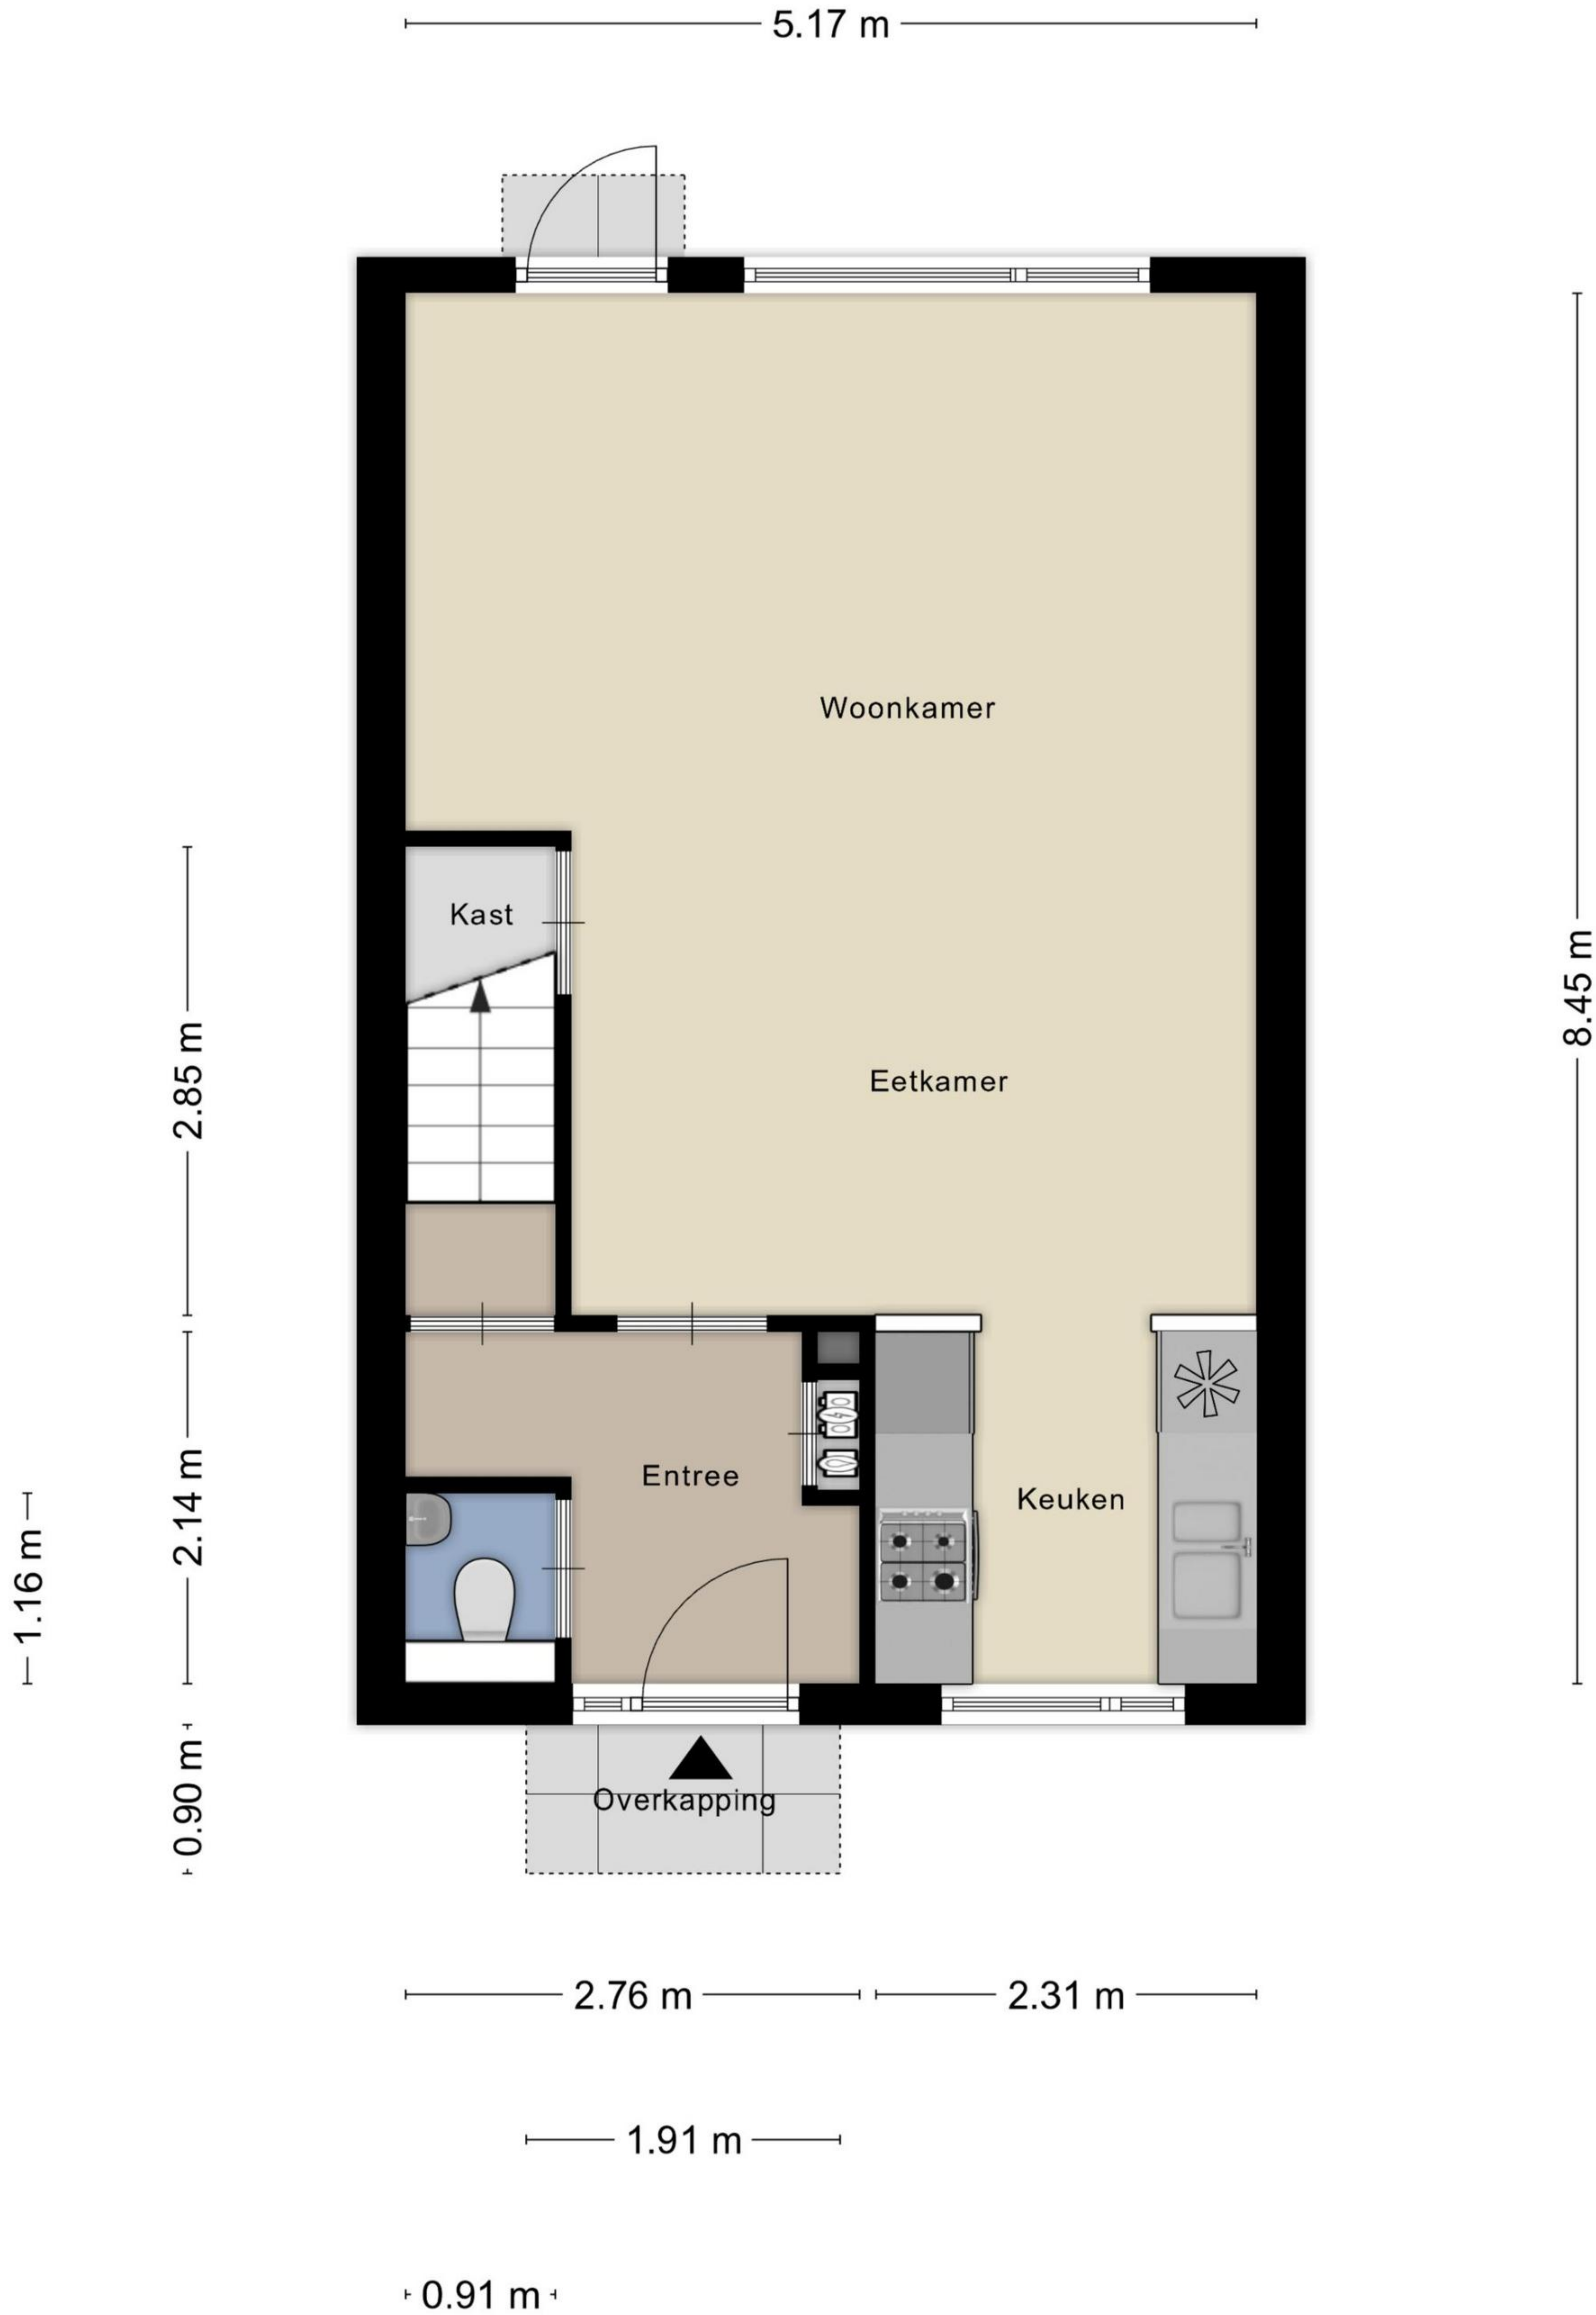 5.17 m
Woonkamer
Kast
8.45 m
2.85 m
Eetkamer
Entree
Keuken
2.14 m
1.16 m
0.90 m
Overkapping
2.76 m
2.31 m
1.91 m
0.91 m